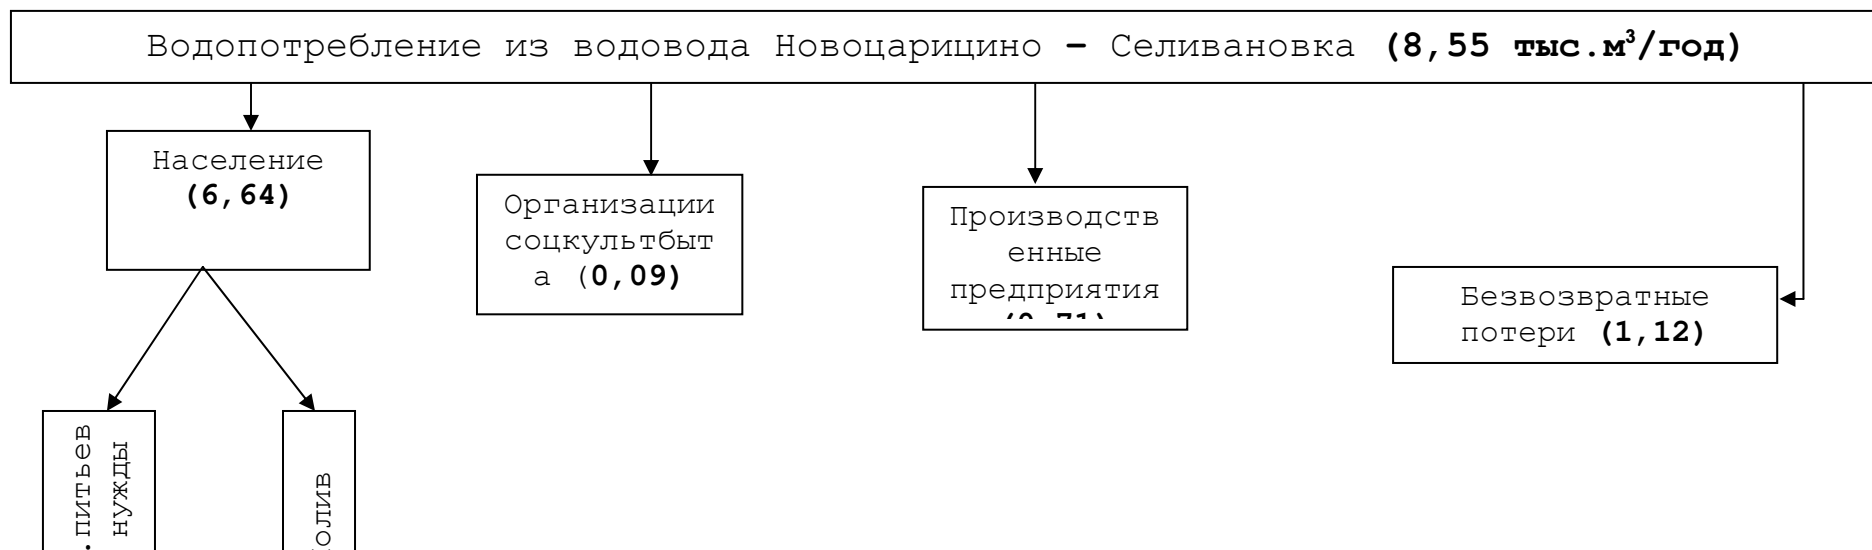 Водопотребление из водовода Новоцарицино – Селивановка (8,55 тыс.м³/год)
Население
(6,64)
Организации
соцкультбыт
а (0,09)
Производств
енные
предприятия
Безвозвратные
потери (1,12)
.питьев
нужды